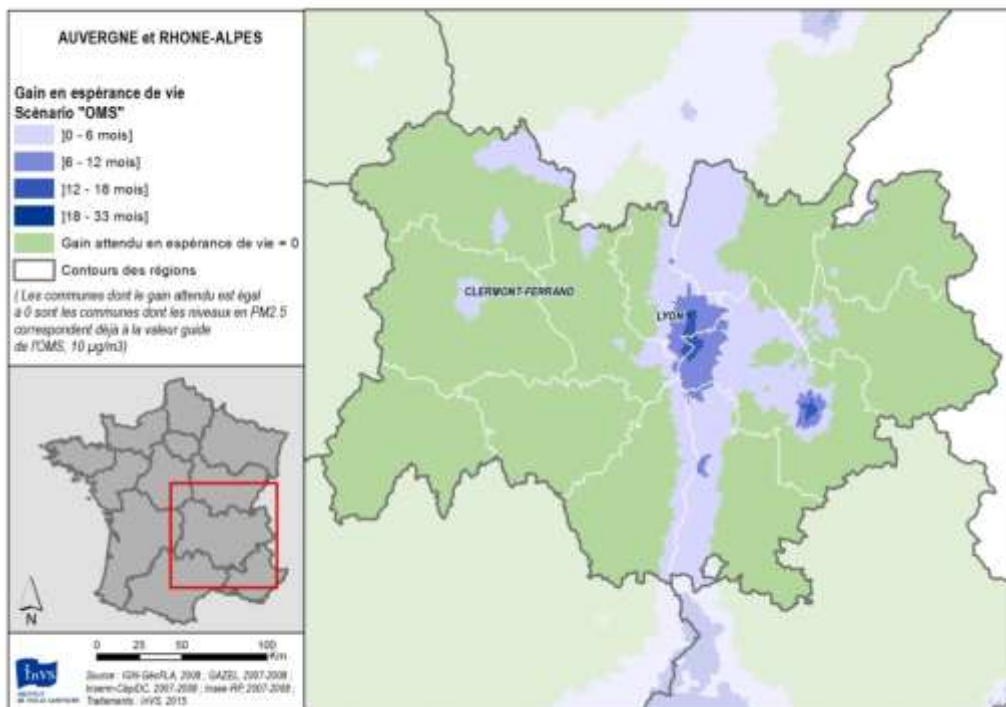 AUVERGNE et RHONE-ALPES
Gain en espérance de vie
Scénario "OMS"
]0 - 6 mois]
]6 - 12 mois]
]12 - 18 mois]
]18 - 33 mois]
Gain attendu en espérance de vie = 0
Contours des régions
( Les communes dont le gain attendu est égal
a 0 sont les communes dont les niveaux en PM2.5
correspondent déjà à la valeur guide
de l'OMS, 10 µg/m3)
CLERMONT-FERRAND
LYON
N
0 25 50 100
Km
InVS
INSTITUT
DE VEILLE SANITAIRE
Source : IGN-GéoFLA, 2008 ; GAZEL, 2007-2008 ;
Inserm-CépiDC, 2007-2008 ; Insee-RP, 2007-2008 ;
Traitements : InVS, 2015